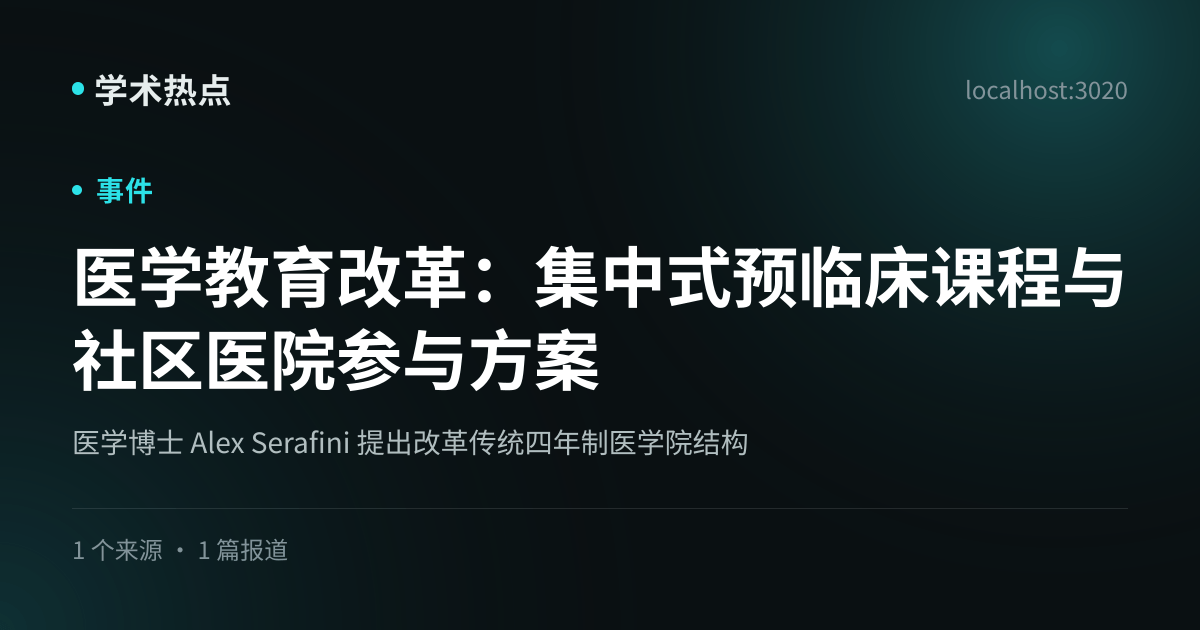 学术热点
localhost:3020
事件
医学教育改革：集中式预临床课程与
社区医院参与方案
医学博士 Alex Serafini 提出改革传统四年制医学院结构
1 个来源 · 1 篇报道